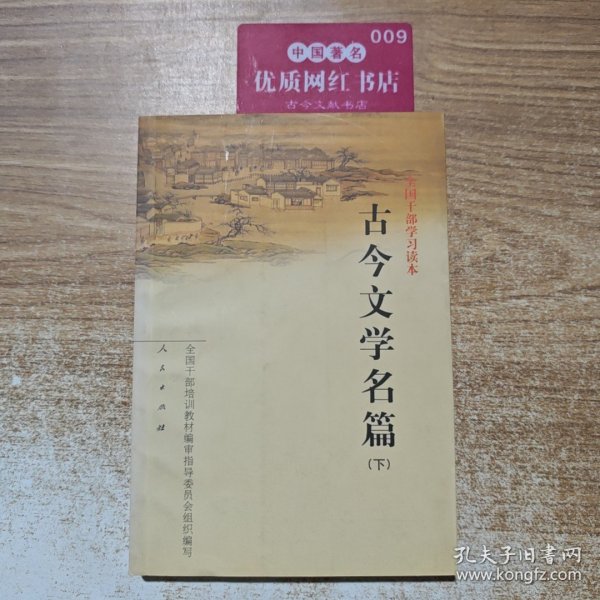 009
中国著名
优质网红书店
古今文献书店
全国干部学习读本
古今文学名篇
(下)
全国干部培训教材编审指导委员会组织编写
人民出版社
孔夫子旧书网
www.kongfz.com